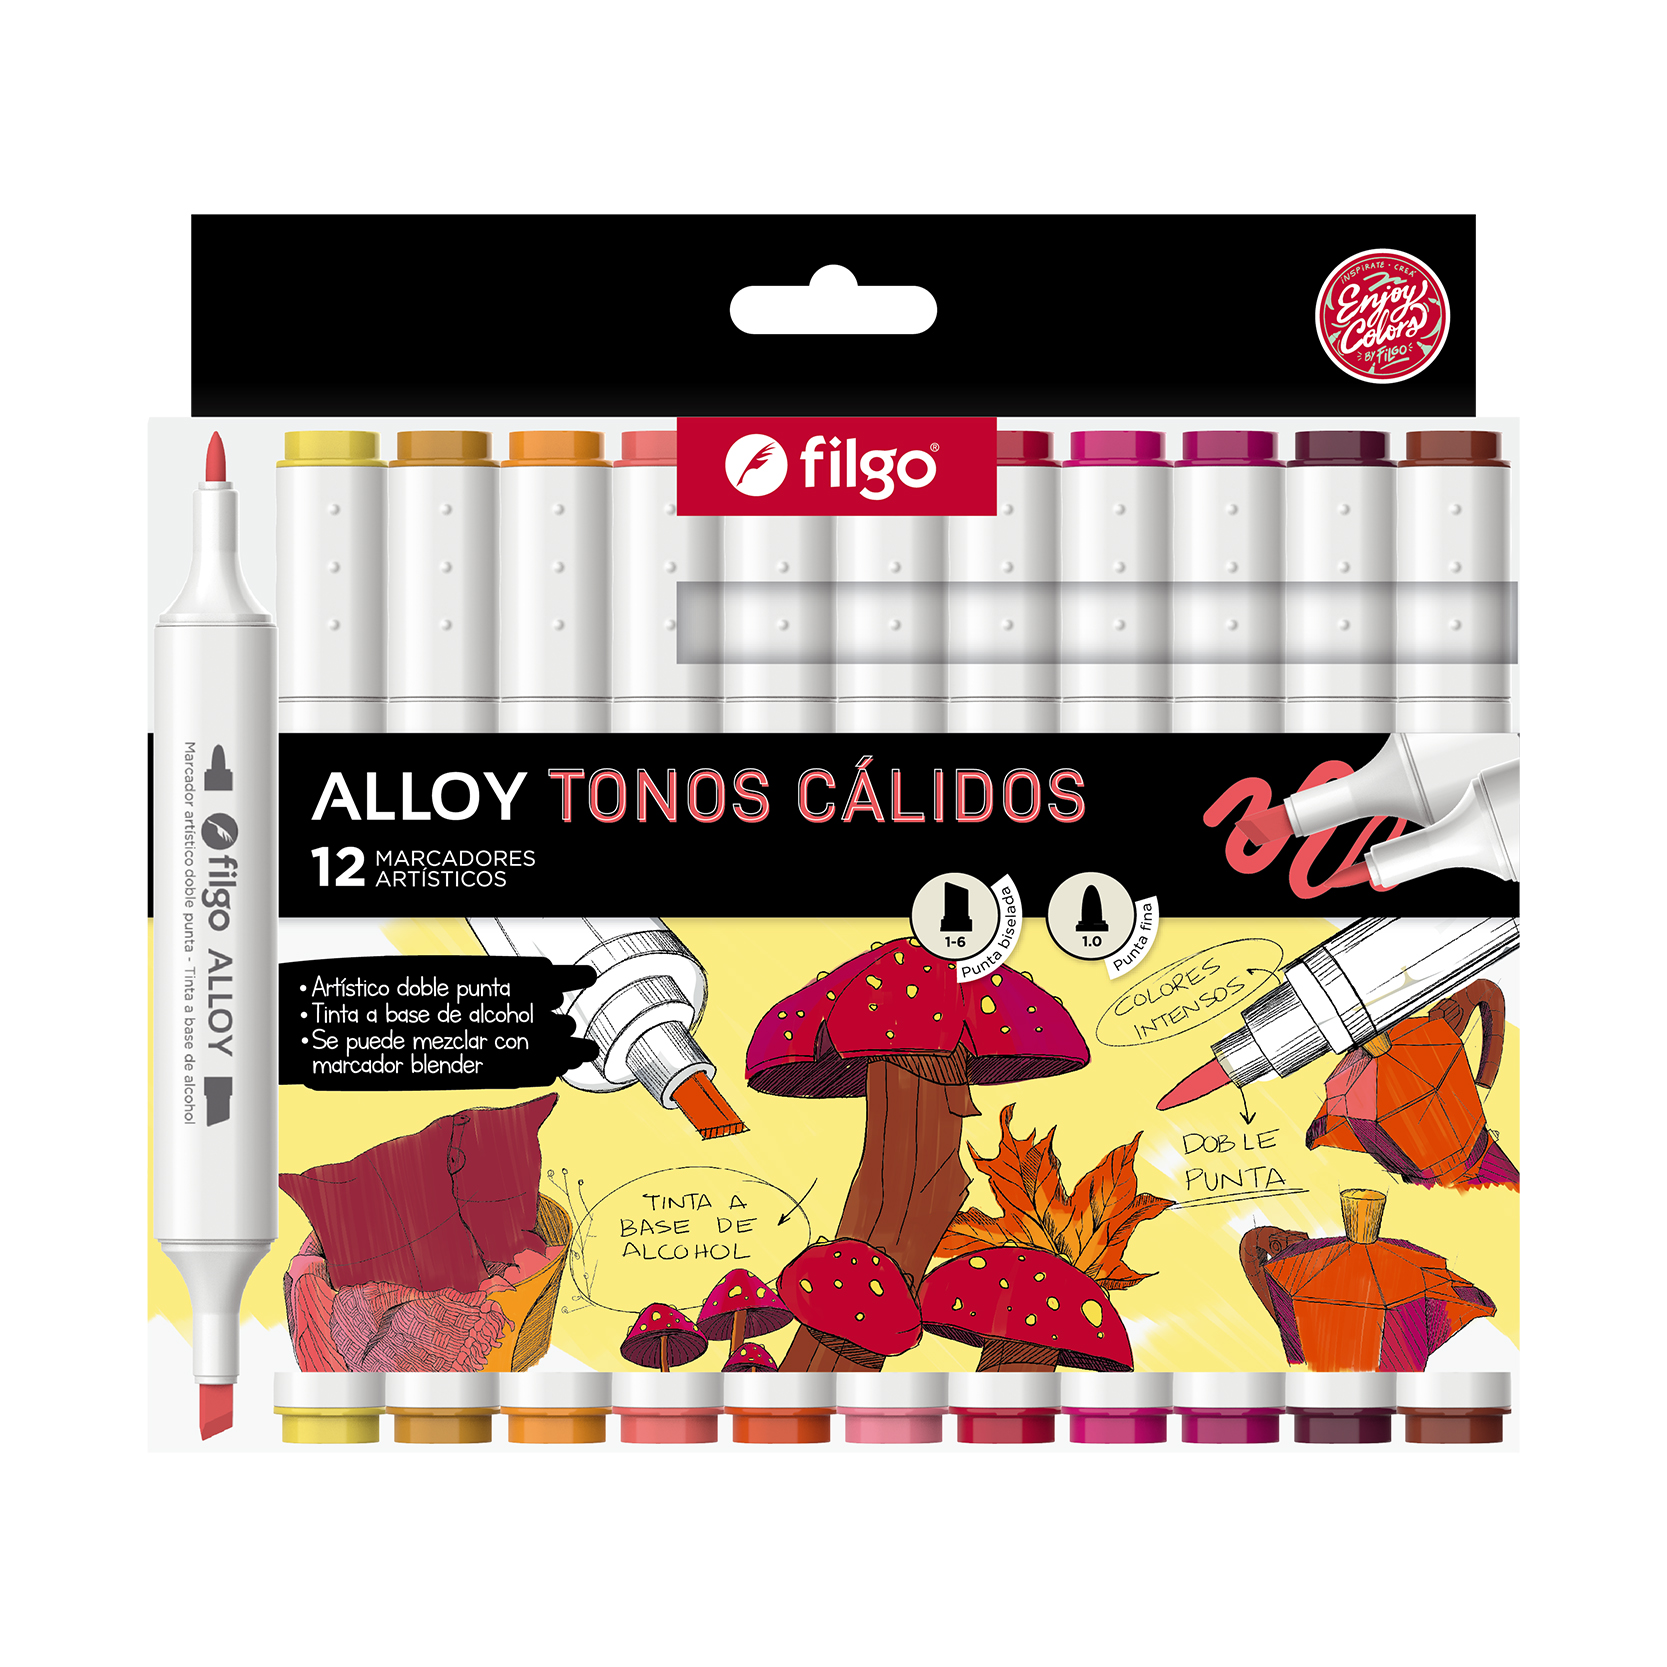 INSPIRATE · CREÁ
Enjoy
Colors
BY FILGO
filgo®
ALLOY TONOS CÁLIDOS
12 MARCADORES
ARTÍSTICOS
1-6
Punta biselada
1.0
Punta fina
filgo ALLOY
Marcador artístico doble punta - Tinta a base de alcohol
• Artístico doble punta
• Tinta a base de alcohol
• Se puede mezclar con
marcador blender
COLORES
INTENSOS
DOBLE
PUNTA
TINTA A
BASE DE
ALCOHOL